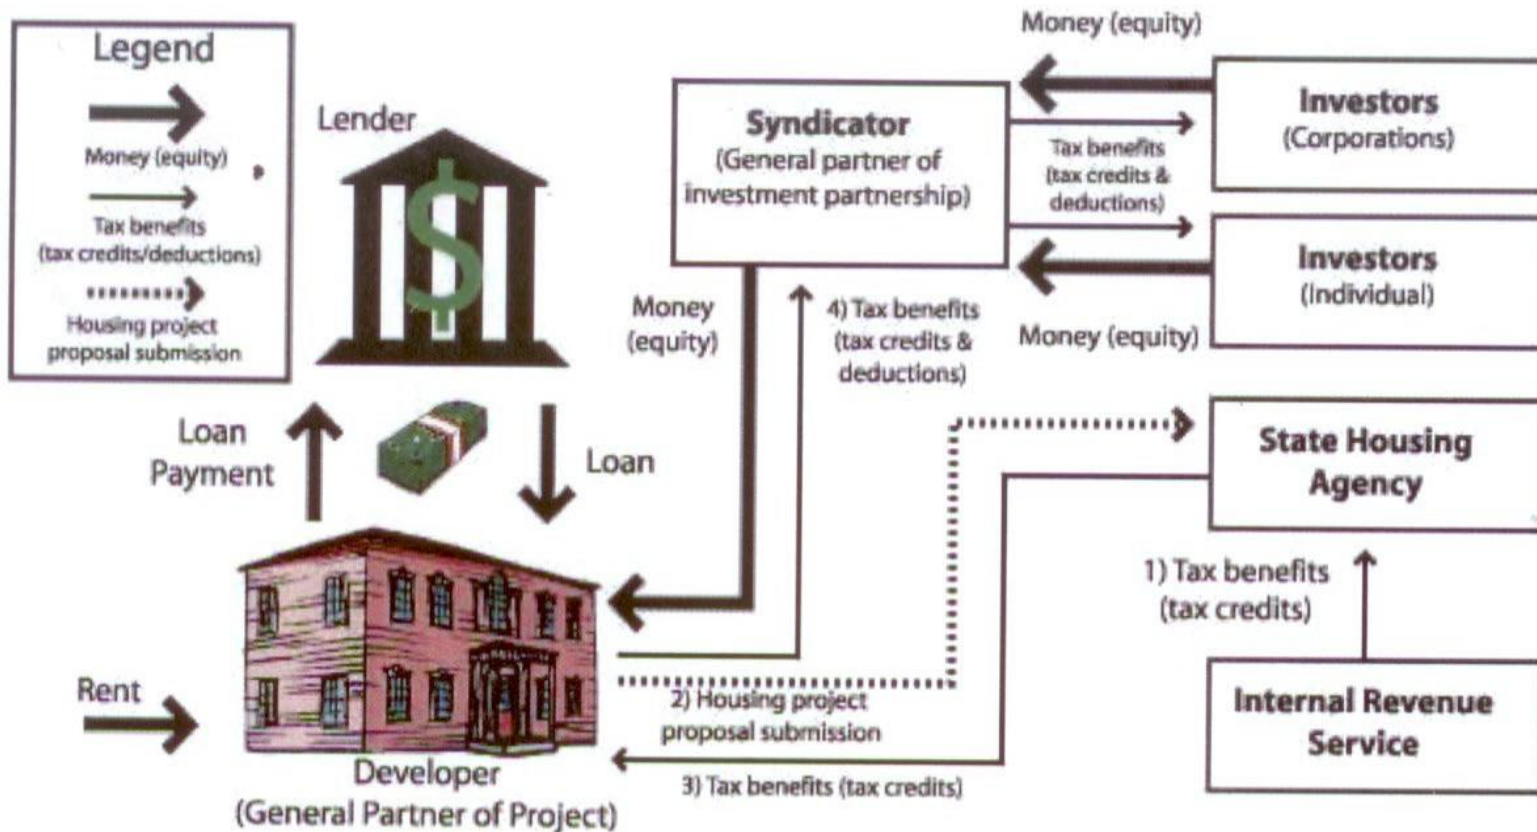 Legend
Money (equity)
Tax benefits
(tax credits/deductions)
Housing project
proposal submission
Lender
$
Loan
Payment
Loan
Rent
Developer
(General Partner of Project)
Syndicator
(General partner of
investment partnership)
Money
(equity)
4) Tax benefits
(tax credits &
deductions)
2) Housing project
proposal submission
3) Tax benefits (tax credits)
Money (equity)
Tax benefits
(tax credits &
deductions)
Money (equity)
Investors
(Corporations)
Investors
(Individual)
State Housing
Agency
1) Tax benefits
(tax credits)
Internal Revenue
Service